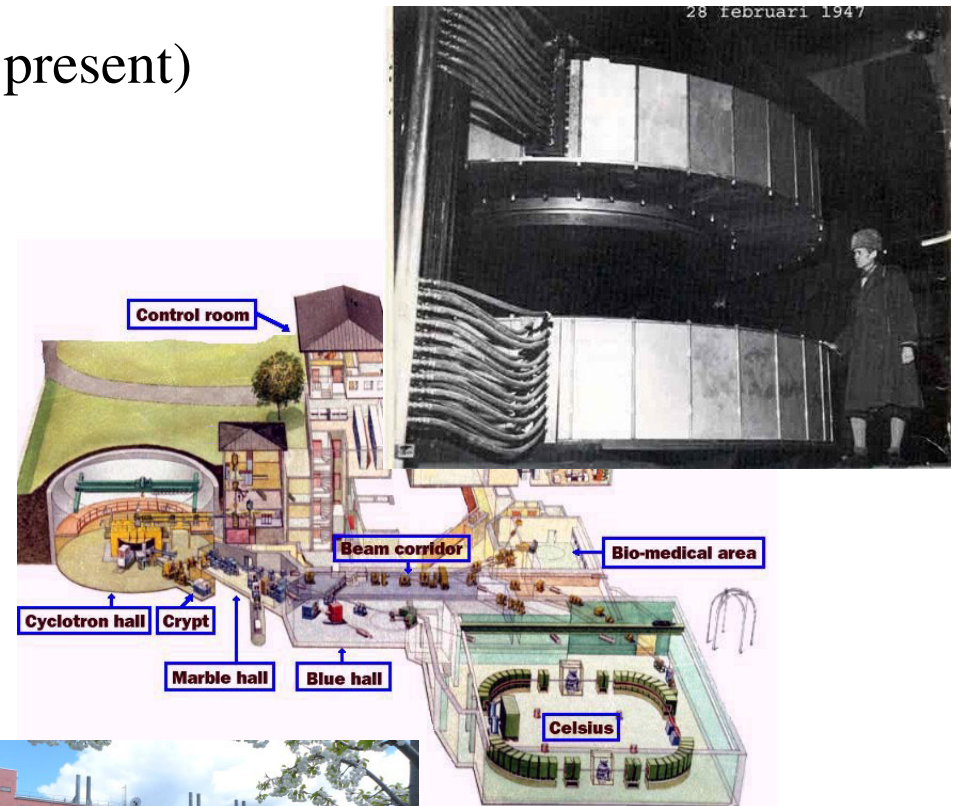 present)
28 februari 1947
Control room
Beam corridor
Bio-medical area
Cyclotron hall
Crypt
Marble hall
Blue hall
Celsius